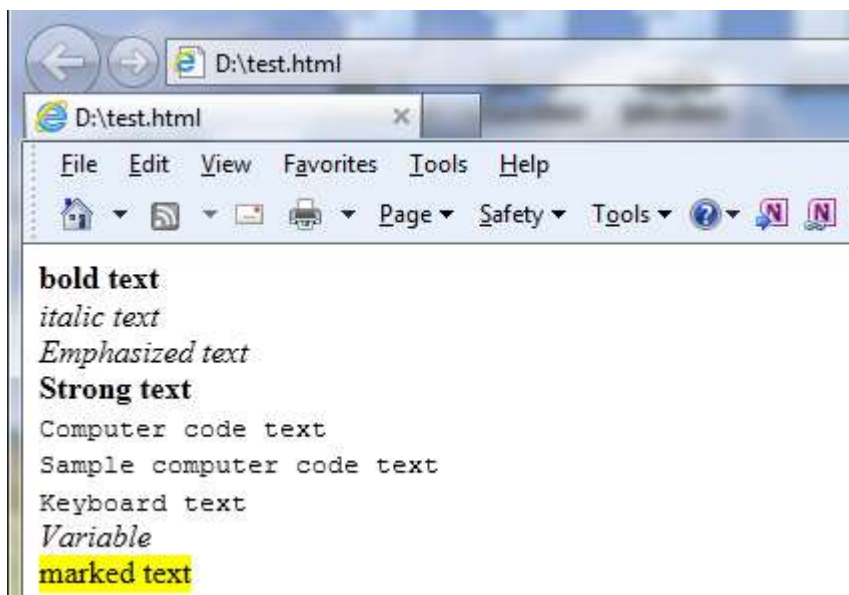 D:\test.html
D:\test.html
File Edit View Favorites Tools Help
Page Safety Tools
bold text
italic text
Emphasized text
Strong text
Computer code text
Sample computer code text
Keyboard text
Variable
marked text